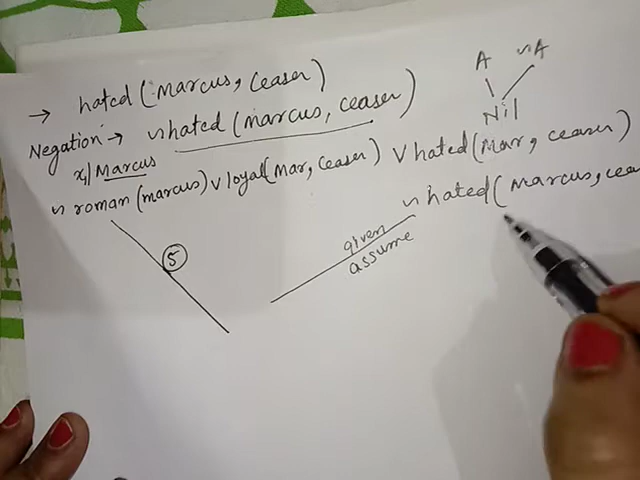 → hated (Marcus, Ceaser)
A ~A
Nil
Negation → ~hated (marcus, ceaser)
x/Marcus
~ roman (marcus) ∨ loyal (Mar, Ceaser) ∨ hated (Mar, ceaser)
~ hated (Marcus, cea
5
given
assume